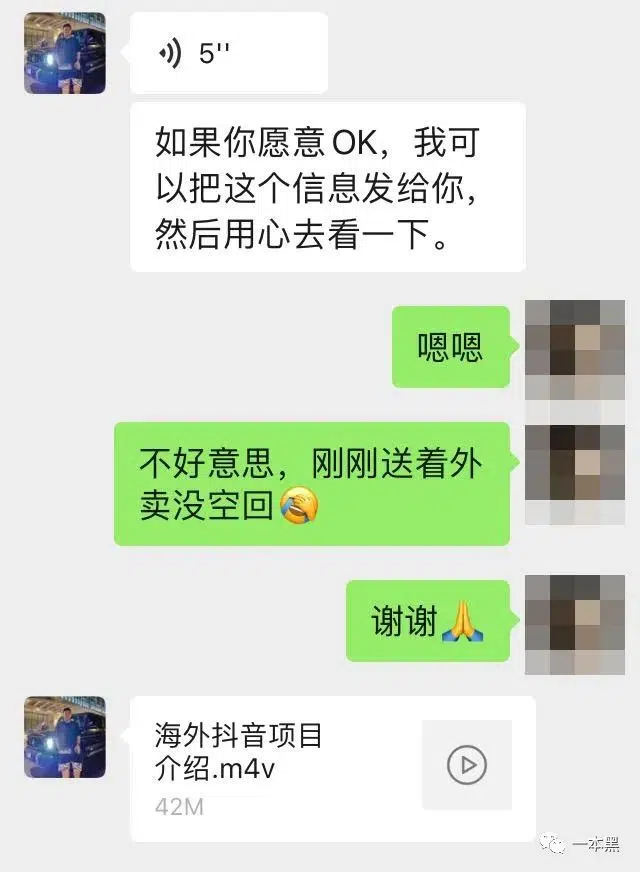 5''
如果你愿意OK，我可
以把这个信息发给你，
然后用心去看一下。
嗯嗯
不好意思，刚刚送着外
卖没空回🤦
谢谢🙏
海外抖音项目
介绍.m4v
42M
一本黑